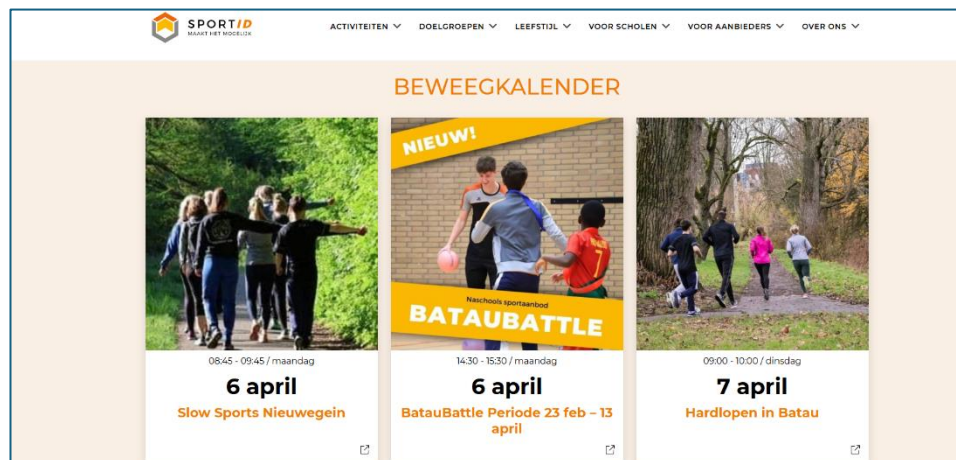 SPORTID
MAAKT HET MOGELIJK
ACTIVITEITEN DOELGROEPEN LEEFSTIJL VOOR SCHOLEN VOOR AANBIEDERS OVER ONS
BEWEEGKALENDER
NIEUW!
7
Naschools sportaanbod
BATAUBATTLE
08:45 - 09:45 / maandag
6 april
Slow Sports Nieuwegein
14:30 - 15:30 / maandag
6 april
BatauBattle Periode 23 feb – 13
april
09:00 - 10:00 / dinsdag
7 april
Hardlopen in Batau